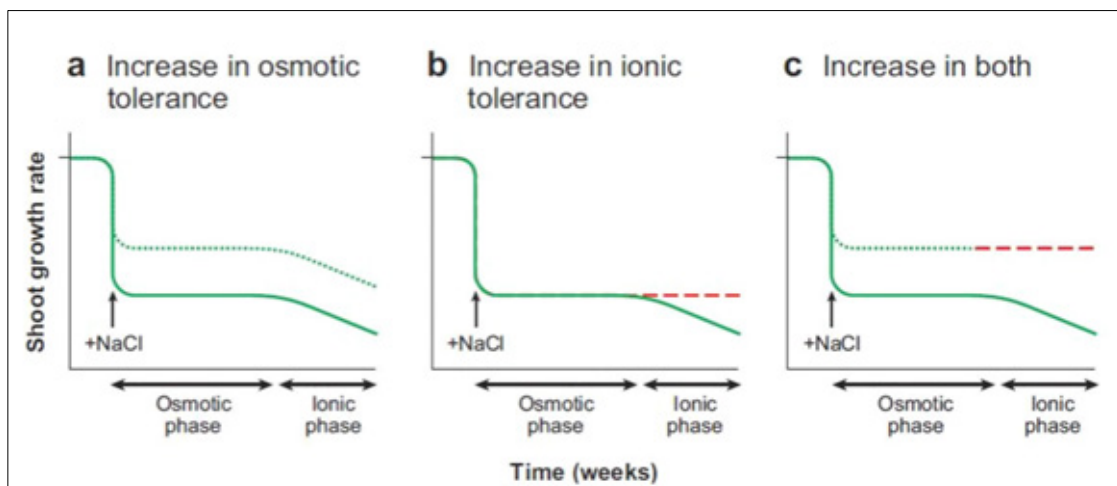 a Increase in osmotic
tolerance
b Increase in ionic
tolerance
c Increase in both
Shoot growth rate
+NaCl
+NaCl
+NaCl
Osmotic
phase
Ionic
phase
Osmotic
phase
Ionic
phase
Osmotic
phase
Ionic
phase
Time (weeks)